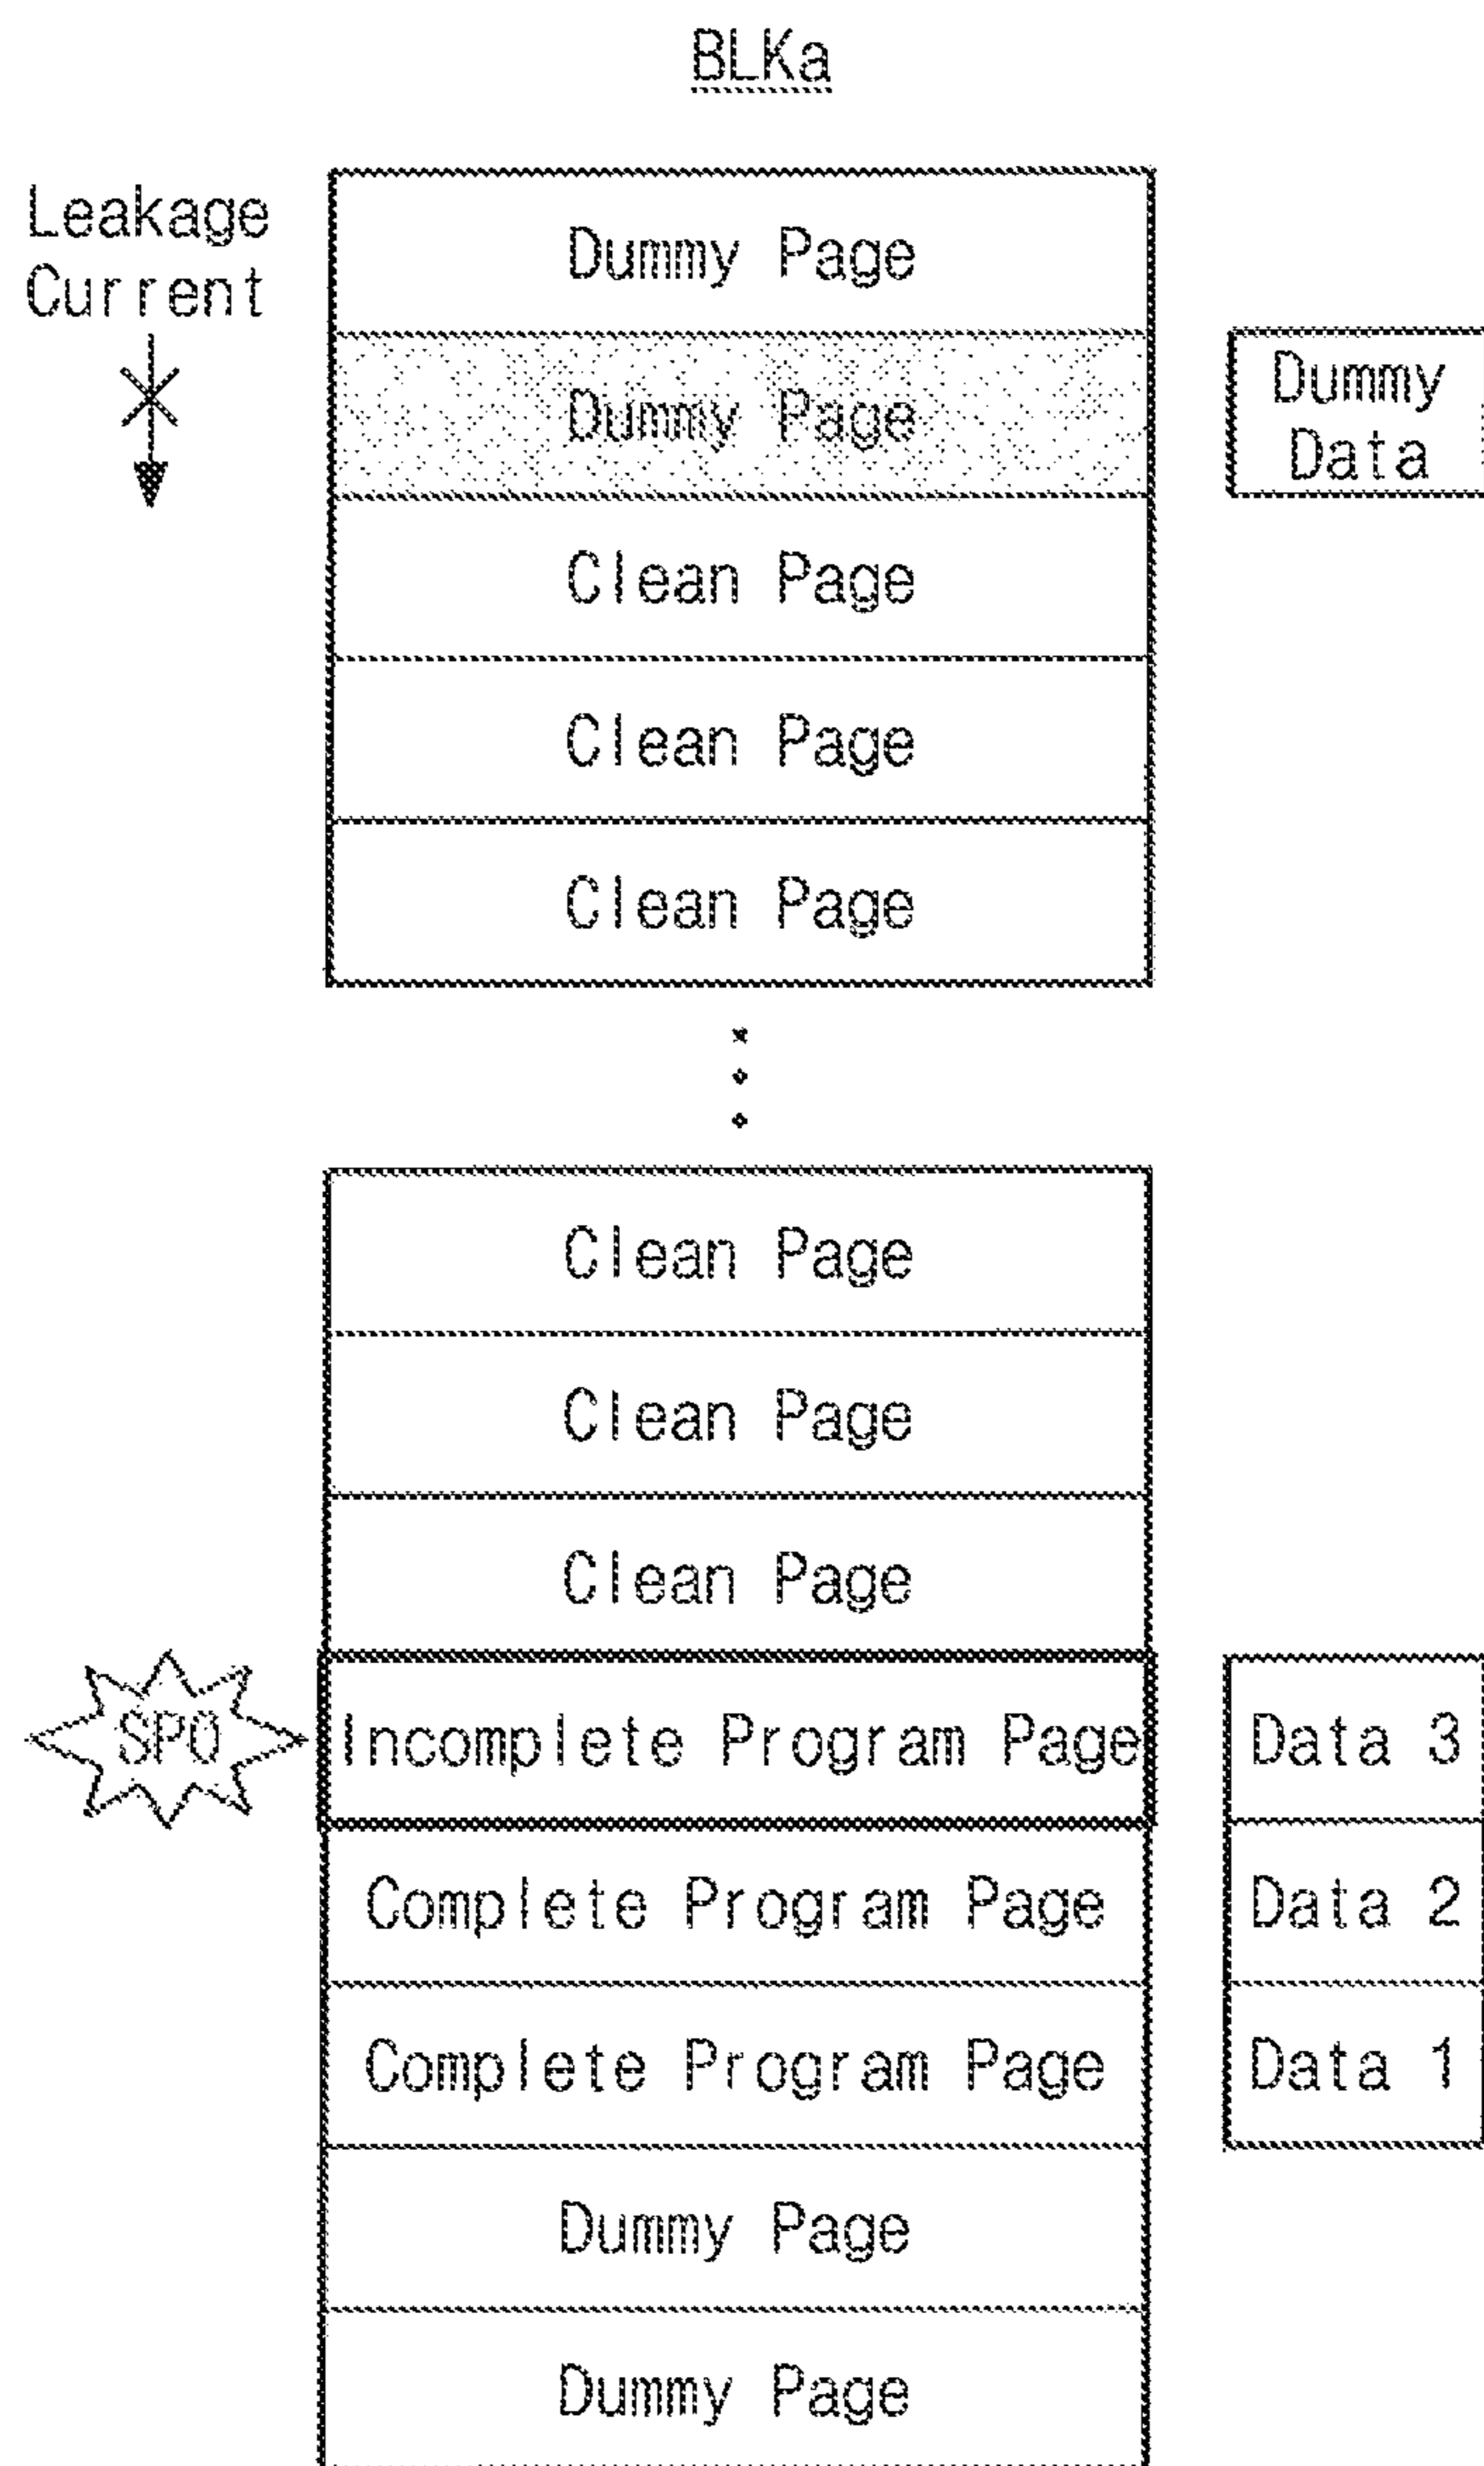 BLKa
Leakage
Current
Dummy Page
Dummy Page
Dummy
Data
Clean Page
Clean Page
Clean Page
Clean Page
Clean Page
Clean Page
SPO
Incomplete Program Page
Data 3
Complete Program Page
Data 2
Complete Program Page
Data 1
Dummy Page
Dummy Page